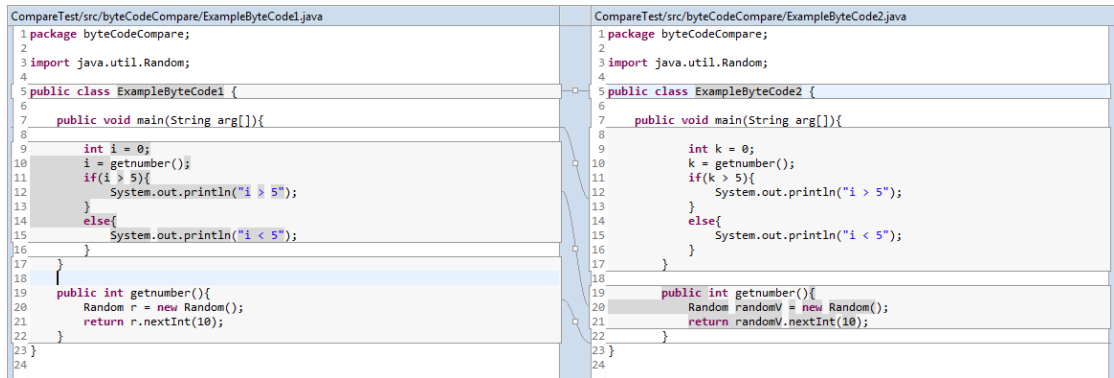 CompareTest/src/byteCodeCompare/ExampleByteCode1.java
1 package byteCodeCompare;
2
3 import java.util.Random;
4
5 public class ExampleByteCode1 {
6
7     public void main(String arg[]){
8
9         int i = 0;
10         i = getnumber();
11         if(i > 5){
12             System.out.println("i > 5");
13         }
14         else{
15             System.out.println("i < 5");
16         }
17     }
18
19     public int getnumber(){
20         Random r = new Random();
21         return r.nextInt(10);
22     }
23 }
24
CompareTest/src/byteCodeCompare/ExampleByteCode2.java
1 package byteCodeCompare;
2
3 import java.util.Random;
4
5 public class ExampleByteCode2 {
6
7     public void main(String arg[]){
8
9             int k = 0;
10             k = getnumber();
11             if(k > 5){
12                 System.out.println("i > 5");
13             }
14             else{
15                 System.out.println("i < 5");
16             }
17         }
18
19         public int getnumber(){
20             Random randomV = new Random();
21             return randomV.nextInt(10);
22         }
23 }
24